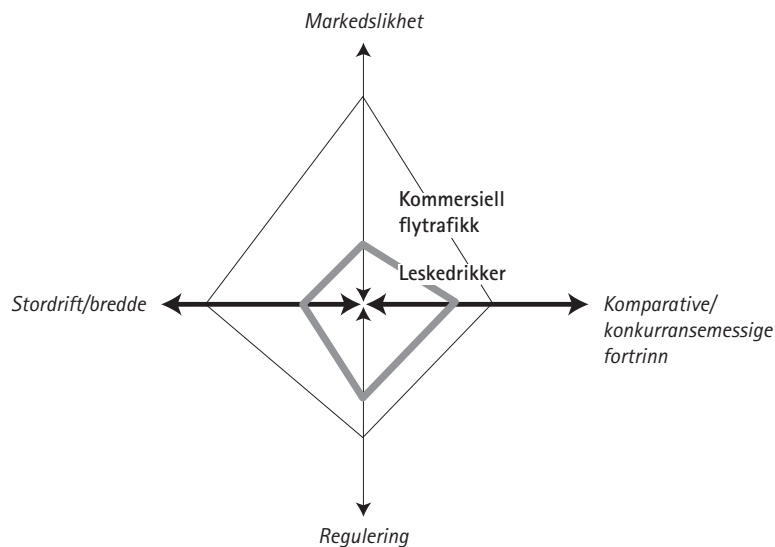 Markedslikhet
Kommersiell
flytrafikk
Leskedrikker
Stordrift/bredde
Komparative/
konkurransemessige
fortrinn
Regulering